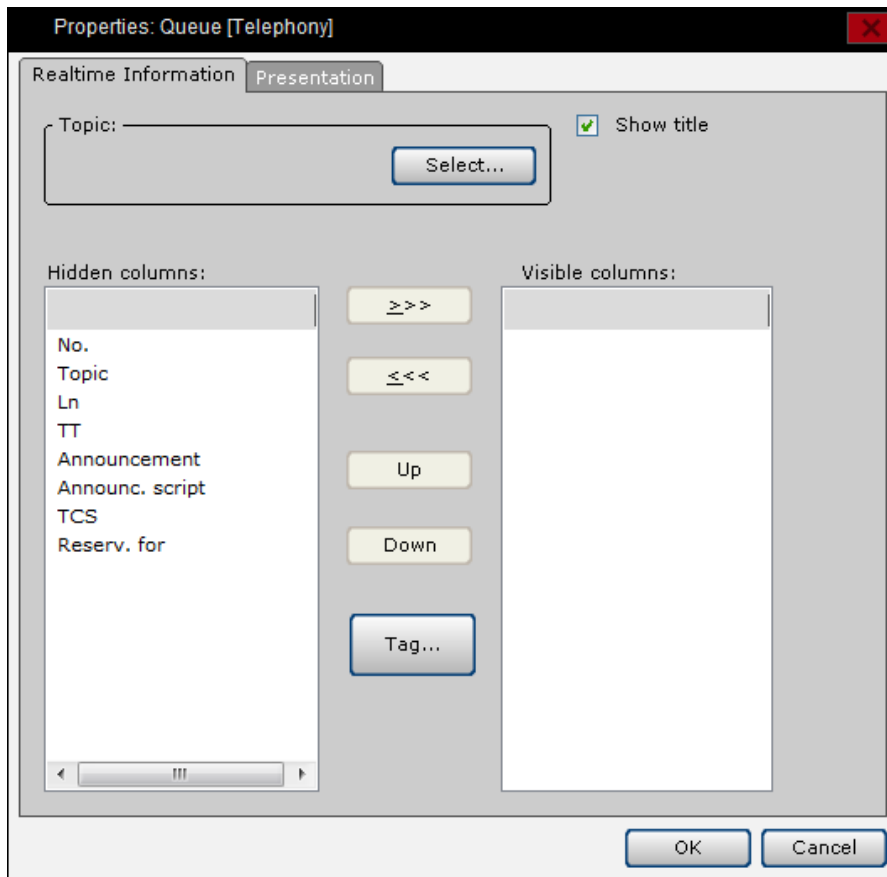 Properties: Queue [Telephony]
Realtime Information Presentation
Topic:
Show title
Select...
Hidden columns:
Visible columns:
>>>
No.
Topic
<<<
Ln
TT
Announcement
Up
Announc. script
TCS
Reserv. for
Down
Tag...
OK Cancel